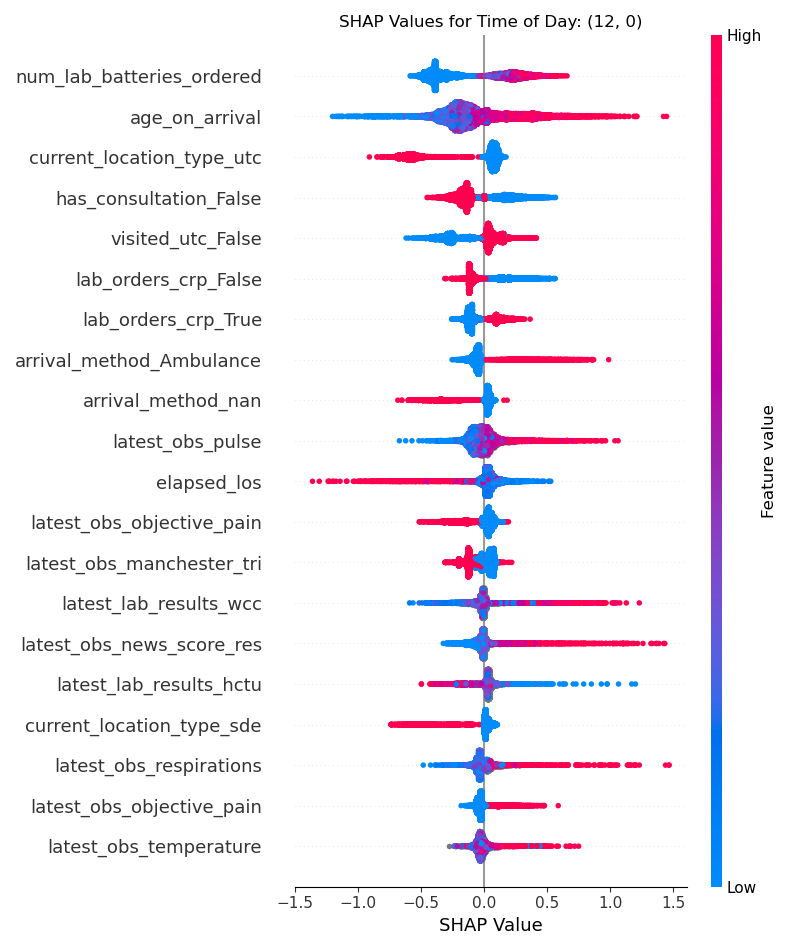 SHAP Values for Time of Day: (12, 0)
High
num_lab_batteries_ordered
age_on_arrival
current_location_type_utc
has_consultation_False
visited_utc_False
lab_orders_crp_False
lab_orders_crp_True
arrival_method_Ambulance
arrival_method_nan
latest_obs_pulse
elapsed_los
latest_obs_objective_pain
latest_obs_manchester_tri
latest_lab_results_wcc
latest_obs_news_score_res
latest_lab_results_hctu
current_location_type_sde
latest_obs_respirations
latest_obs_objective_pain
latest_obs_temperature
Feature value
Low
−1.5 −1.0 −0.5 0.0 0.5 1.0 1.5
SHAP Value